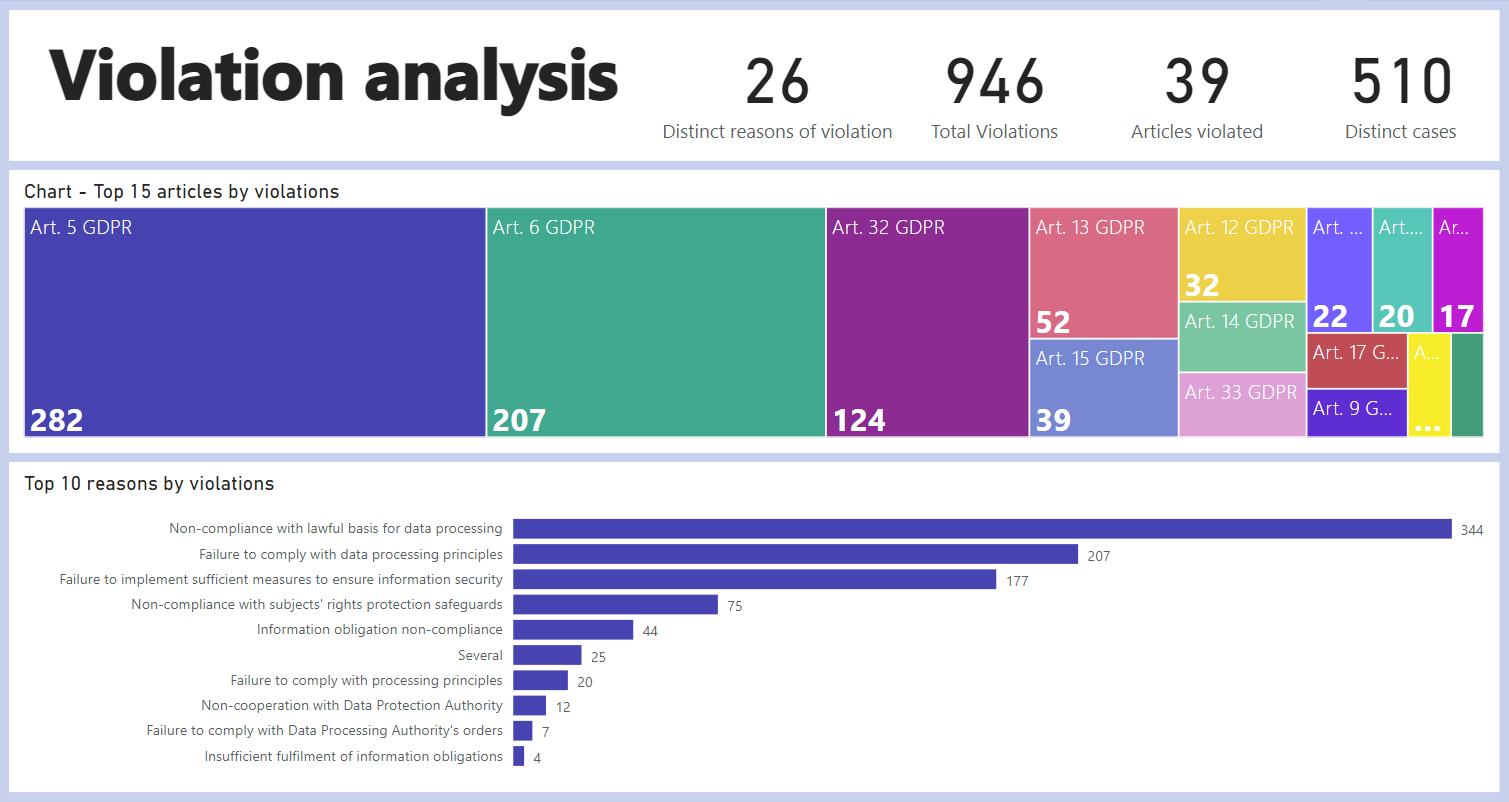 Violation analysis
26
Distinct reasons of violation
946
Total Violations
39
Articles violated
510
Distinct cases
Chart - Top 15 articles by violations
Art. 5 GDPR
282
Art. 6 GDPR
207
Art. 32 GDPR
124
Art. 13 GDPR
52
Art. 15 GDPR
39
Art. 12 GDPR
32
Art. 14 GDPR
Art. 33 GDPR
Art. ...
22
Art....
20
Ar...
17
Art. 17 G...
Art. 9 G...
A...
...
Top 10 reasons by violations
Non-compliance with lawful basis for data processing 344
Failure to comply with data processing principles 207
Failure to implement sufficient measures to ensure information security 177
Non-compliance with subjects' rights protection safeguards 75
Information obligation non-compliance 44
Several 25
Failure to comply with processing principles 20
Non-cooperation with Data Protection Authority 12
Failure to comply with Data Processing Authority's orders 7
Insufficient fulfilment of information obligations 4